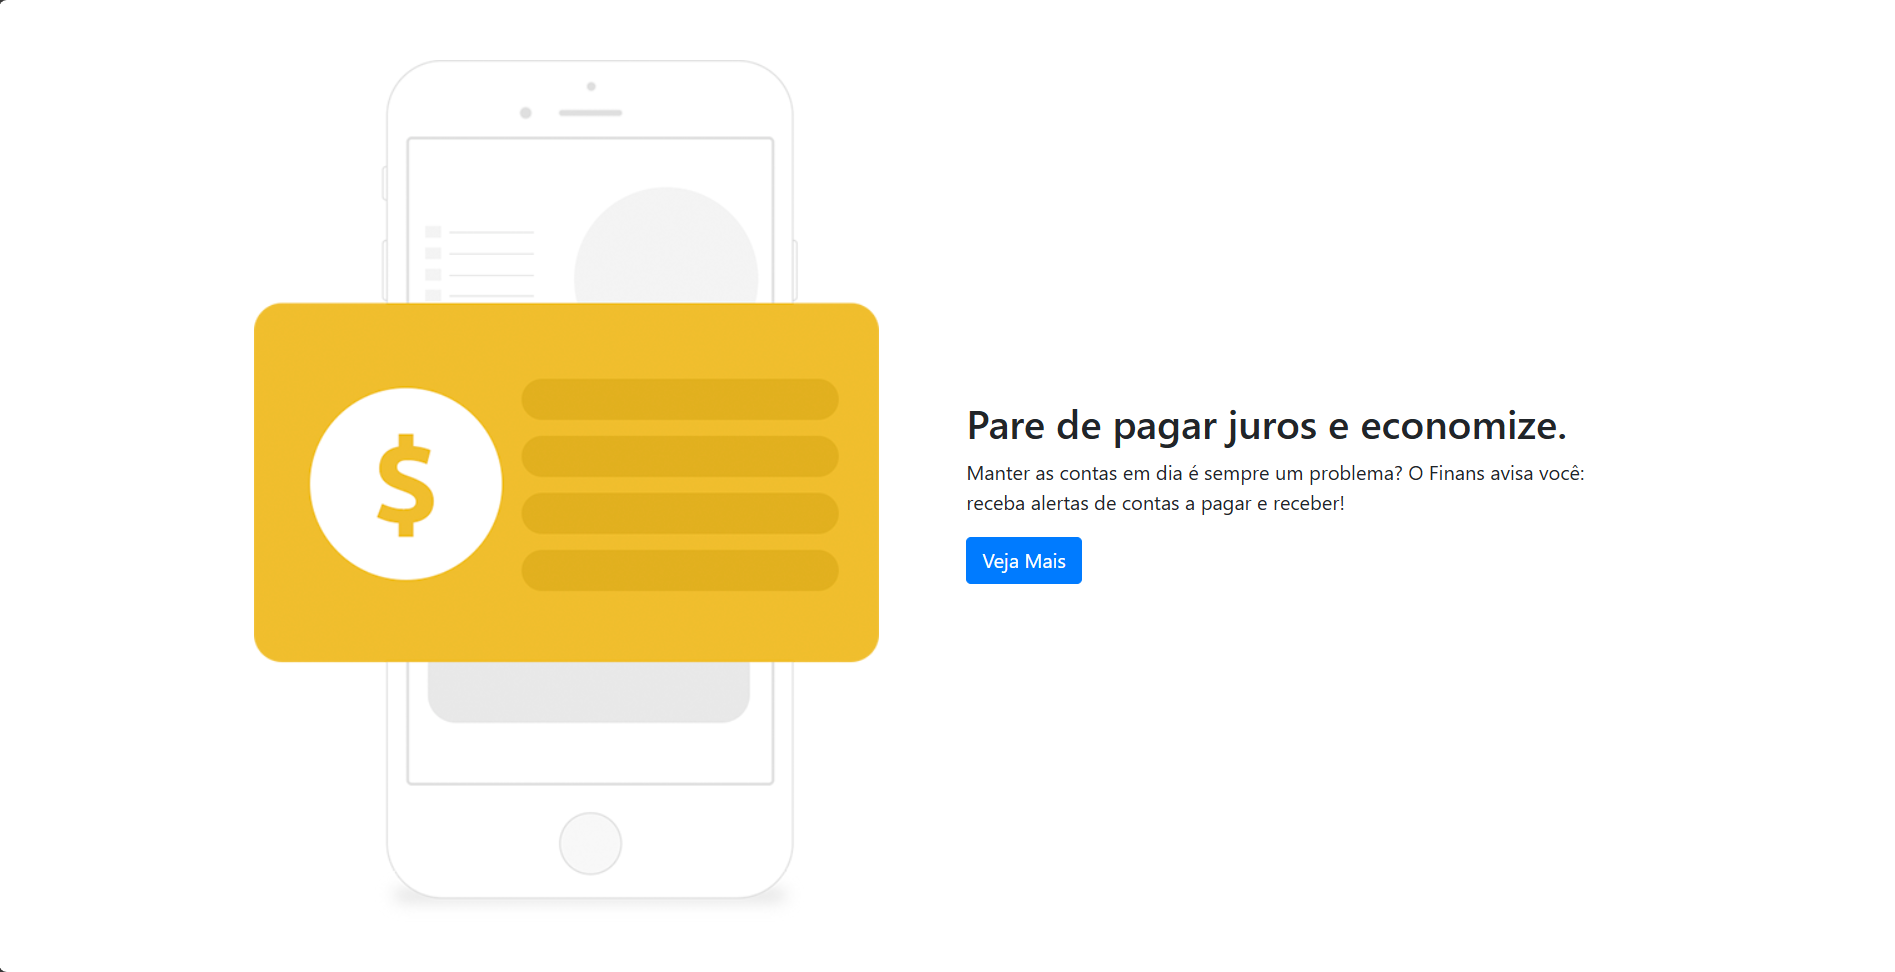 $
Pare de pagar juros e economize.
Manter as contas em dia é sempre um problema? O Finans avisa você:
receba alertas de contas a pagar e receber!
Veja Mais